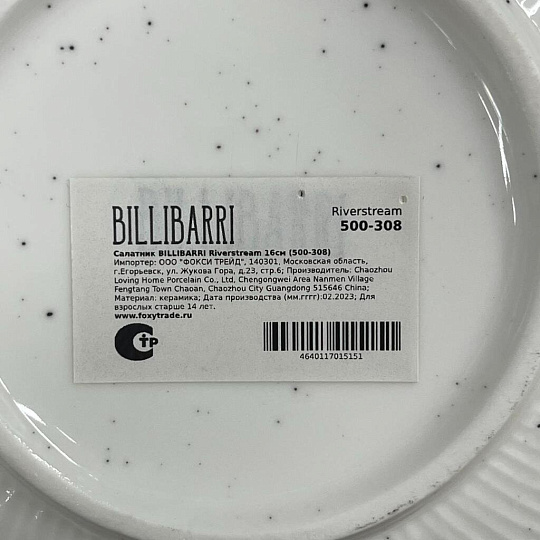 BILLIBARRI
Riverstream
500-308
Салатник BILLIBARRI Riverstream 16см (500-308)
Импортер: ООО "ФОКСИ ТРЕЙД", 140301, Московская область,
г.Егорьевск, ул. Жукова Гора, д.23, стр.6; Производитель: Chaozhou
Loving Home Porcelain Co., Ltd, Chengongwei Area Nanmen Village
Fengtang Town Chaoan, Chaozhou City Guangdong 515646 China;
Материал: керамика; Дата производства (мм.гггг):02.2023; Для
взрослых старше 14 лет.
www.foxytrade.ru
СТР
4640117015151